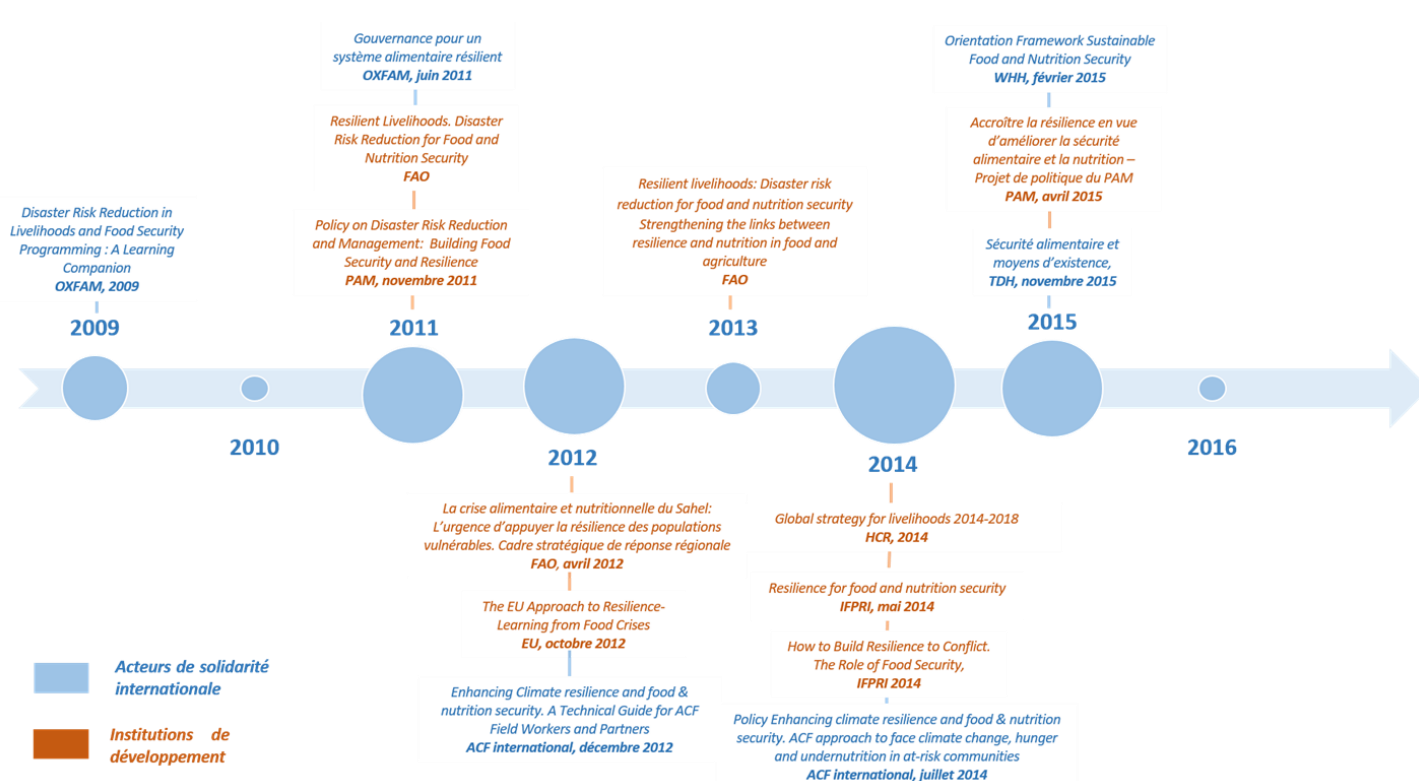 Disaster Risk Reduction in
Livelihoods and Food Security
Programming : A Learning
Companion
OXFAM, 2009
2009
2010
Gouvernance pour un
système alimentaire résilient
OXFAM, juin 2011
Resilient Livelihoods. Disaster
Risk Reduction for Food and
Nutrition Security
FAO
Policy on Disaster Risk Reduction
and Management: Building Food
Security and Resilience
PAM, novembre 2011
2011
2012
La crise alimentaire et nutritionnelle du Sahel:
L’urgence d’appuyer la résilience des populations
vulnérables. Cadre stratégique de réponse régionale
FAO, avril 2012
The EU Approach to Resilience-
Learning from Food Crises
EU, octobre 2012
Enhancing Climate resilience and food &
nutrition security. A Technical Guide for ACF
Field Workers and Partners
ACF international, décembre 2012
Resilient livelihoods: Disaster risk
reduction for food and nutrition security
Strengthening the links between
resilience and nutrition in food and
agriculture
FAO
2013
2014
Global strategy for livelihoods 2014-2018
HCR, 2014
Resilience for food and nutrition security
IFPRI, mai 2014
How to Build Resilience to Conflict.
The Role of Food Security,
IFPRI 2014
Policy Enhancing climate resilience and food & nutrition
security. ACF approach to face climate change, hunger
and undernutrition in at-risk communities
ACF international, juillet 2014
Orientation Framework Sustainable
Food and Nutrition Security
WHH, février 2015
Accroître la résilience en vue
d’améliorer la sécurité
alimentaire et la nutrition –
Projet de politique du PAM
PAM, avril 2015
Sécurité alimentaire et
moyens d’existence,
TDH, novembre 2015
2015
2016
Acteurs de solidarité
internationale
Institutions de
développement